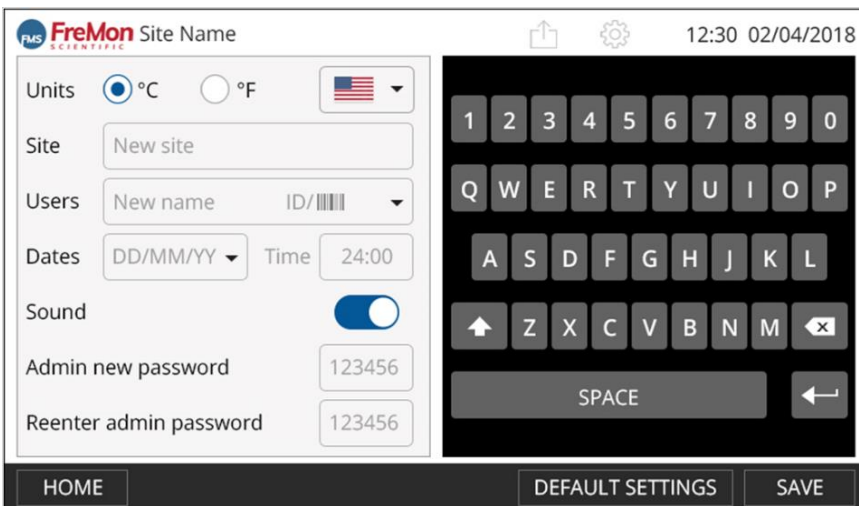 FMS FreMon SCIENTIFIC Site Name 12:30 02/04/2018
Units °C °F
Site New site
Users New name ID/
Dates DD/MM/YY Time 24:00
Sound
Admin new password 123456
Reenter admin password 123456
1 2 3 4 5 6 7 8 9 0
Q W E R T Y U I O P
A S D F G H J K L
Z X C V B N M
SPACE
HOME DEFAULT SETTINGS SAVE